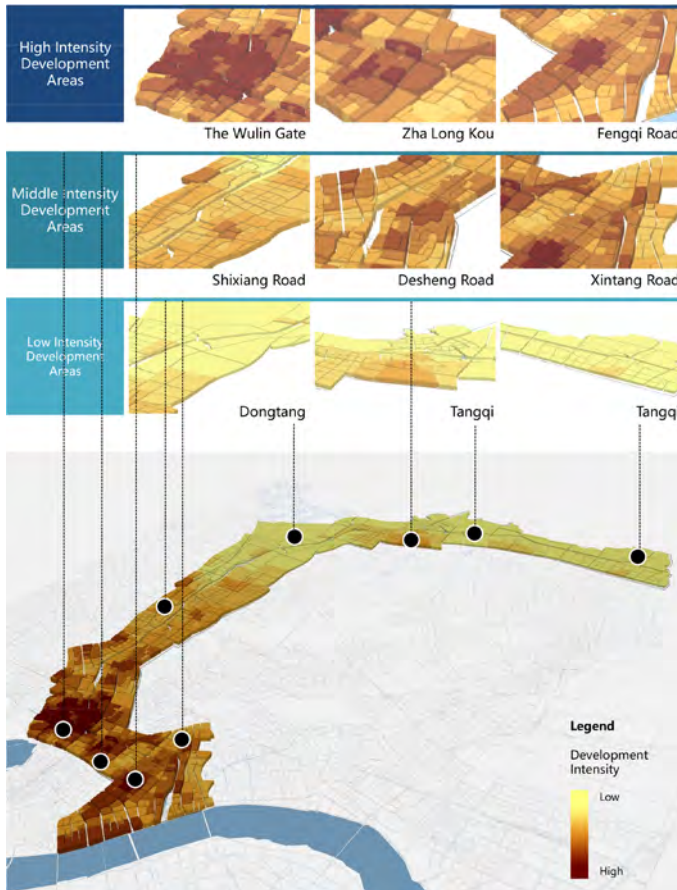 High Intensity
Development
Areas
The Wulin Gate
Zha Long Kou
Fengqi Road
Middle Intensity
Development
Areas
Shixiang Road
Desheng Road
Xintang Road
Low Intensity
Development
Areas
Dongtang
Tangqi
Tangq
Legend
Development
Intensity
Low
High